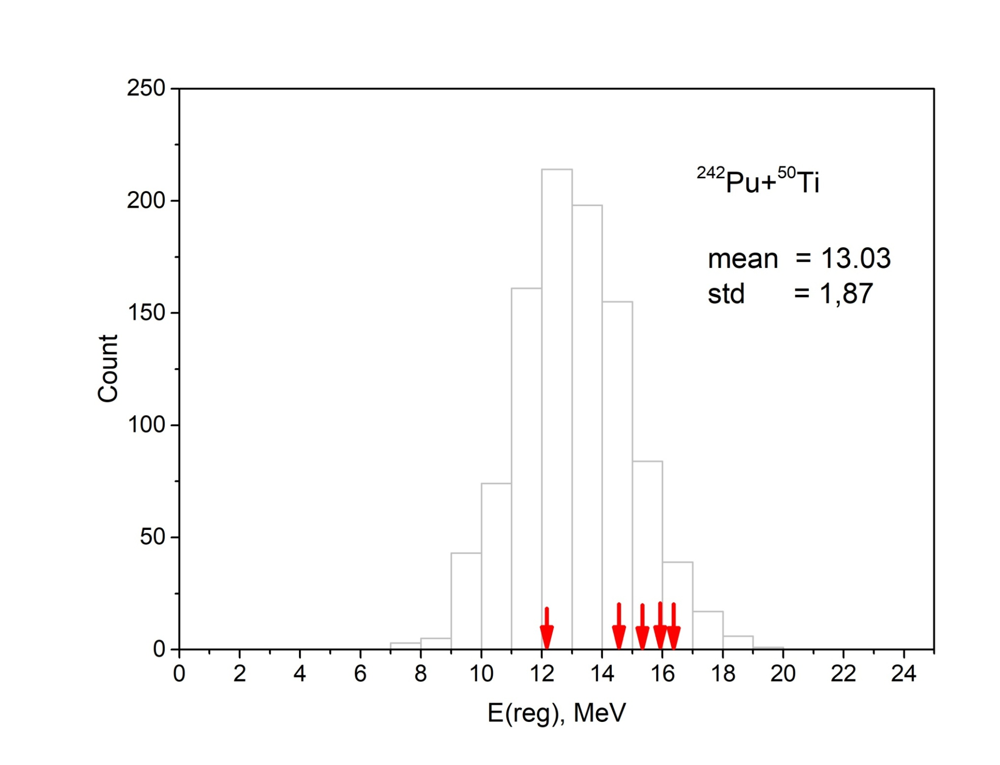 250
200
150
100
50
0
Count
²⁴²Pu+⁵⁰Ti
mean = 13.03
std = 1,87
0 2 4 6 8 10 12 14 16 18 20 22 24
E(reg), MeV